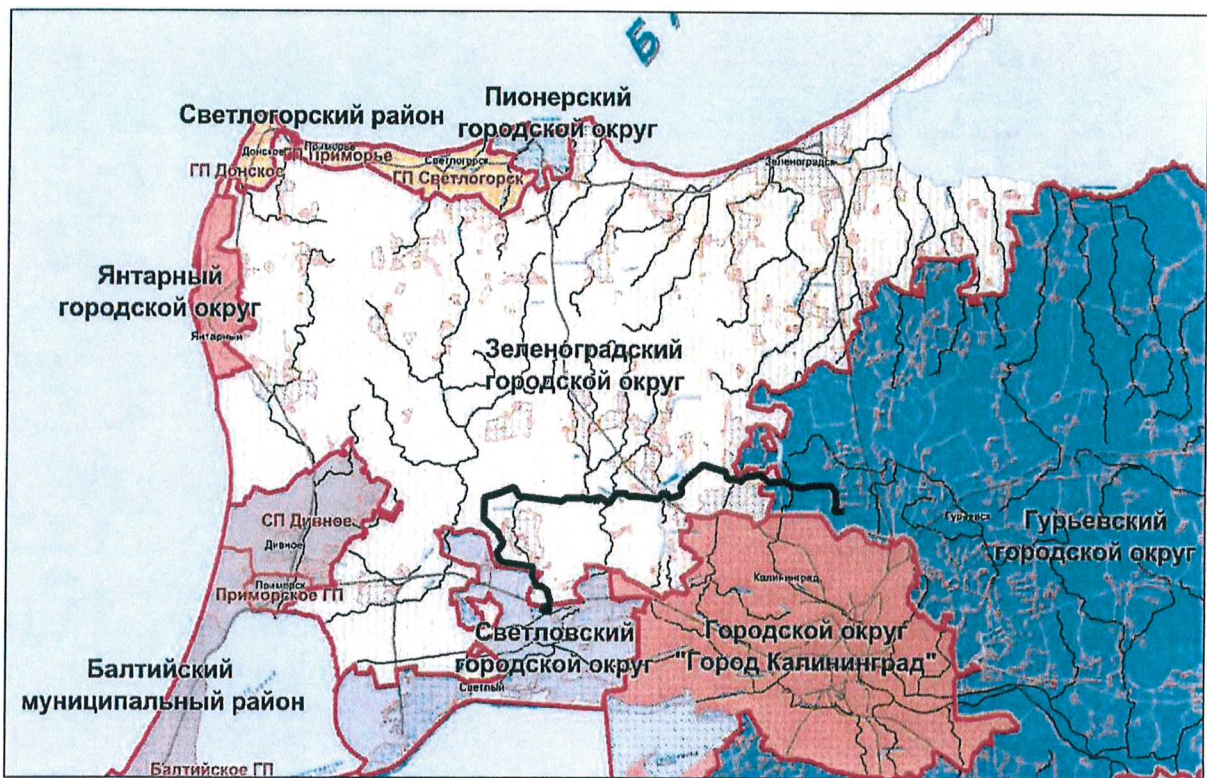 Б
Пионерский
городской округ
Светлогорский район
Донское
Приморье
ГП Приморье
Светлогорск
ГП Донское
ГП Светлогорск
Зеленоградск
Янтарный
городской округ
Янтарный
Зеленоградский
городской округ
СП Дивное
Дивное
Гурьевск
Гурьевский
городской округ
Приморск
Приморское ГП
Калининград
Светловский
городской округ
Городской округ
"Город Калининград"
Светлый
Балтийский
муниципальный район
Балтийское ГП